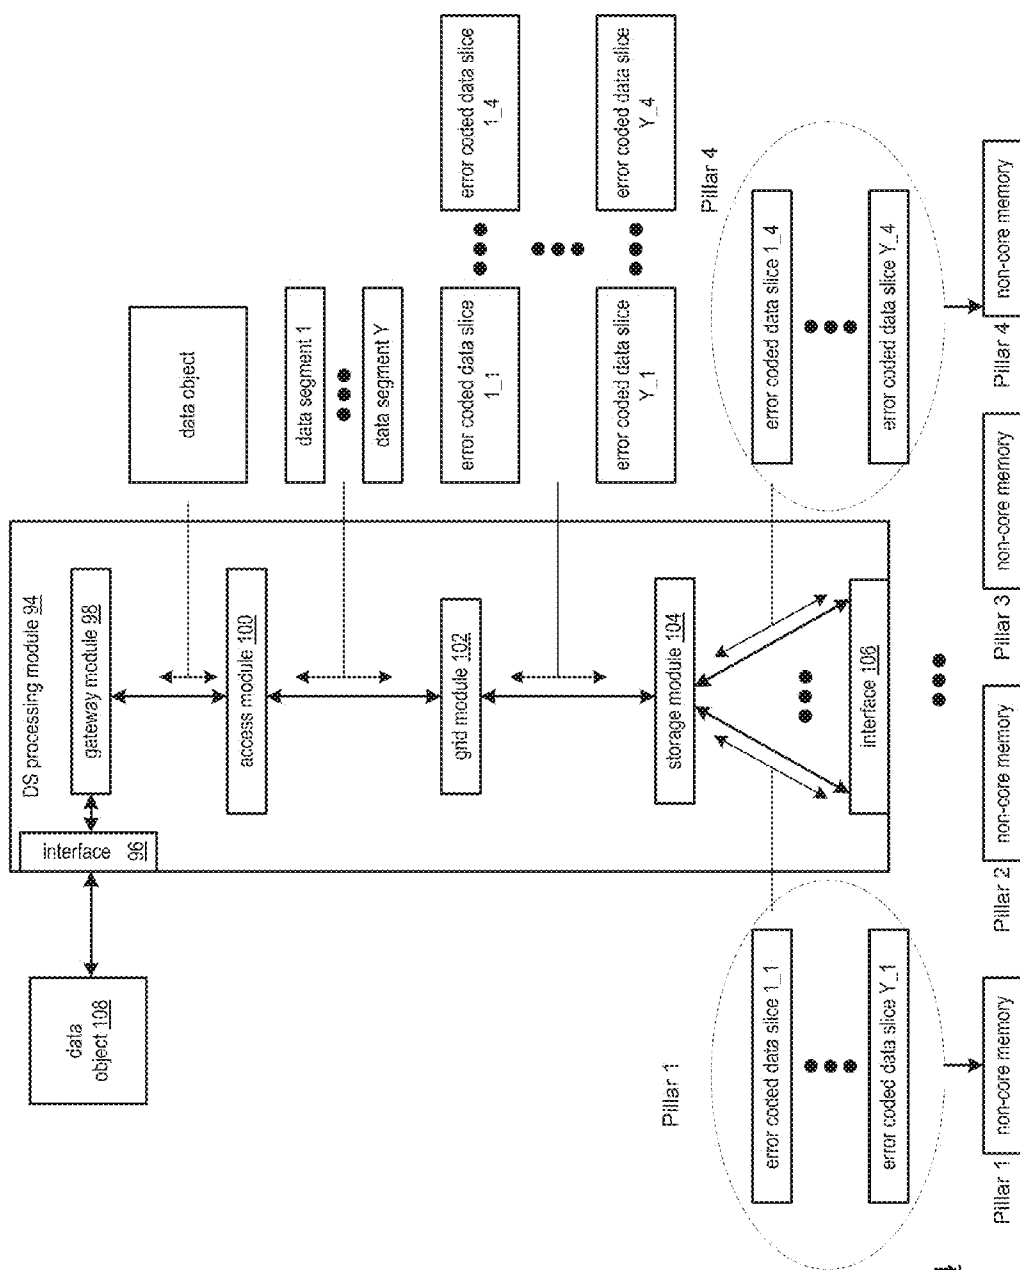 data
object 108
interface 96
DS processing module 94
gateway module 98
access module 100
grid module 102
storage module 104
interface 106
data object
data segment 1
data segment Y
error coded data slice
1_1
error coded data slice
1_4
error coded data slice
Y_1
error coded data slice
Y_4
Pillar 1
error coded data slice 1_1
error coded data slice Y_1
Pillar 4
error coded data slice 1_4
error coded data slice Y_4
Pillar 1
non-core memory
Pillar 2
non-core memory
Pillar 3
non-core memory
Pillar 4
non-core memory